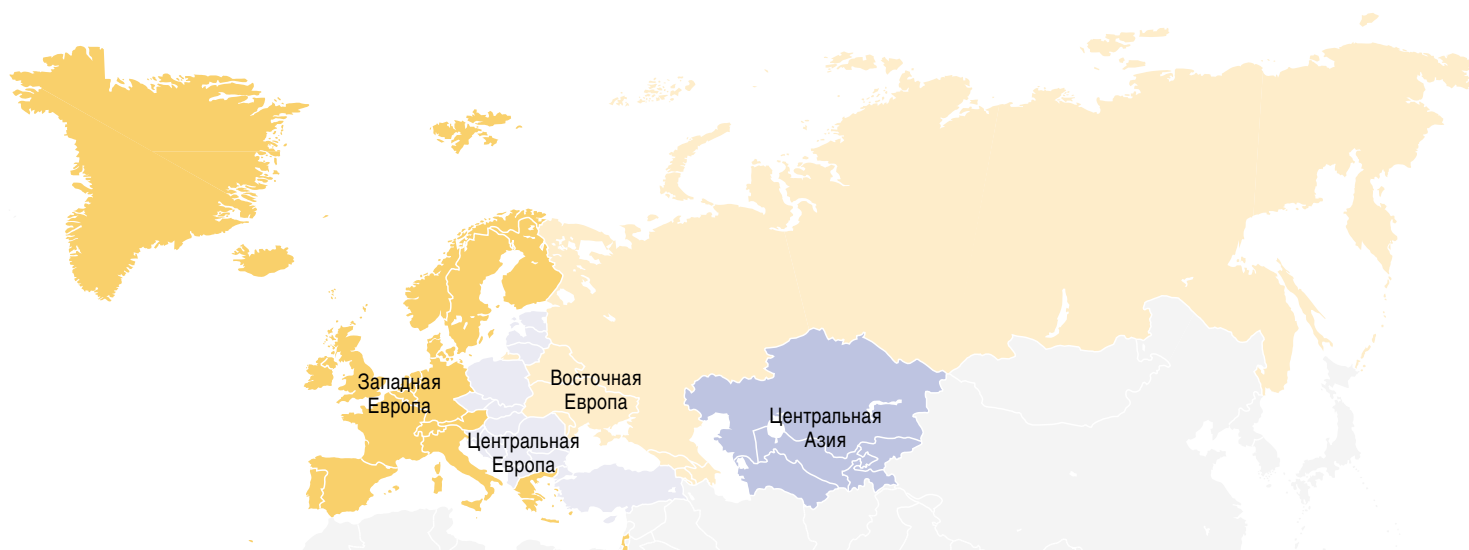 Западная
Европа
Восточная
Европа
Центральная
Европа
Центральная
Азия